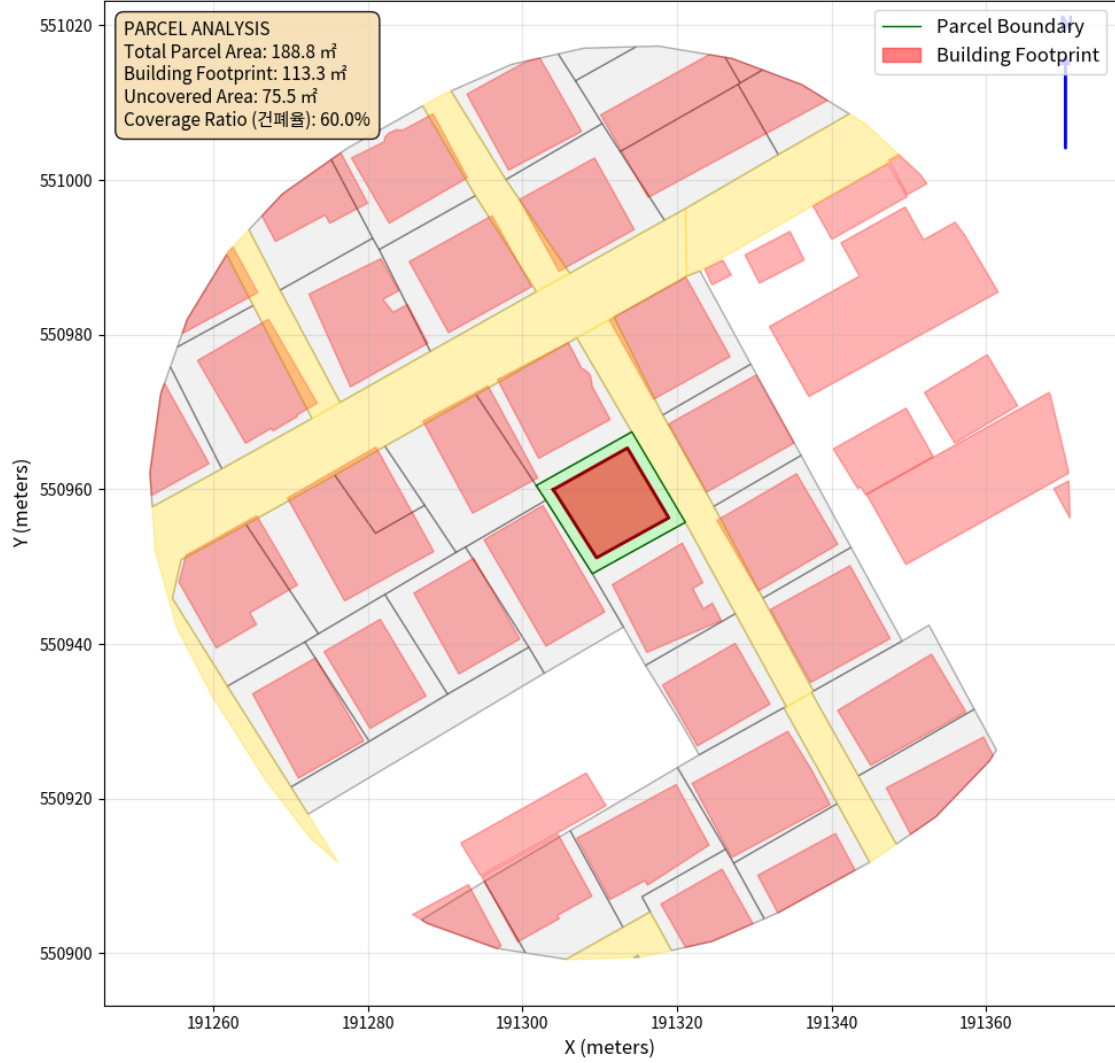 PARCEL ANALYSIS
Total Parcel Area: 188.8 ㎡
Building Footprint: 113.3 ㎡
Uncovered Area: 75.5 ㎡
Coverage Ratio (건폐율): 60.0%
Parcel Boundary
Building Footprint
N
551020
551000
550980
550960
550940
550920
550900
Y (meters)
191260
191280
191300
191320
191340
191360
X (meters)